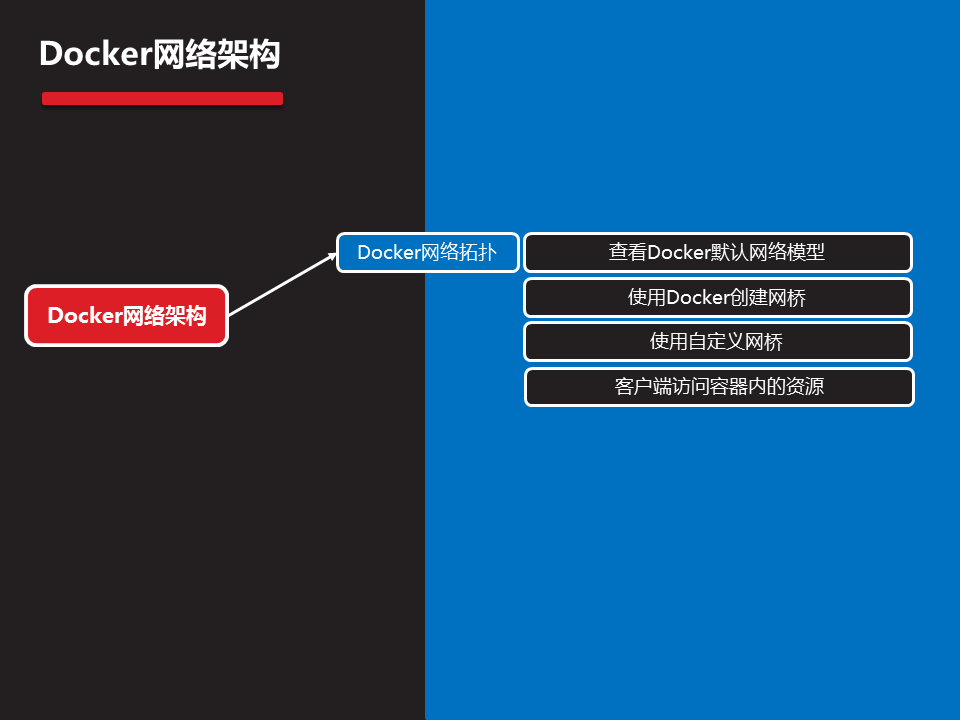 Docker网络架构
Docker网络拓扑
查看Docker默认网络模型
使用Docker创建网桥
Docker网络架构
使用自定义网桥
客户端访问容器内的资源